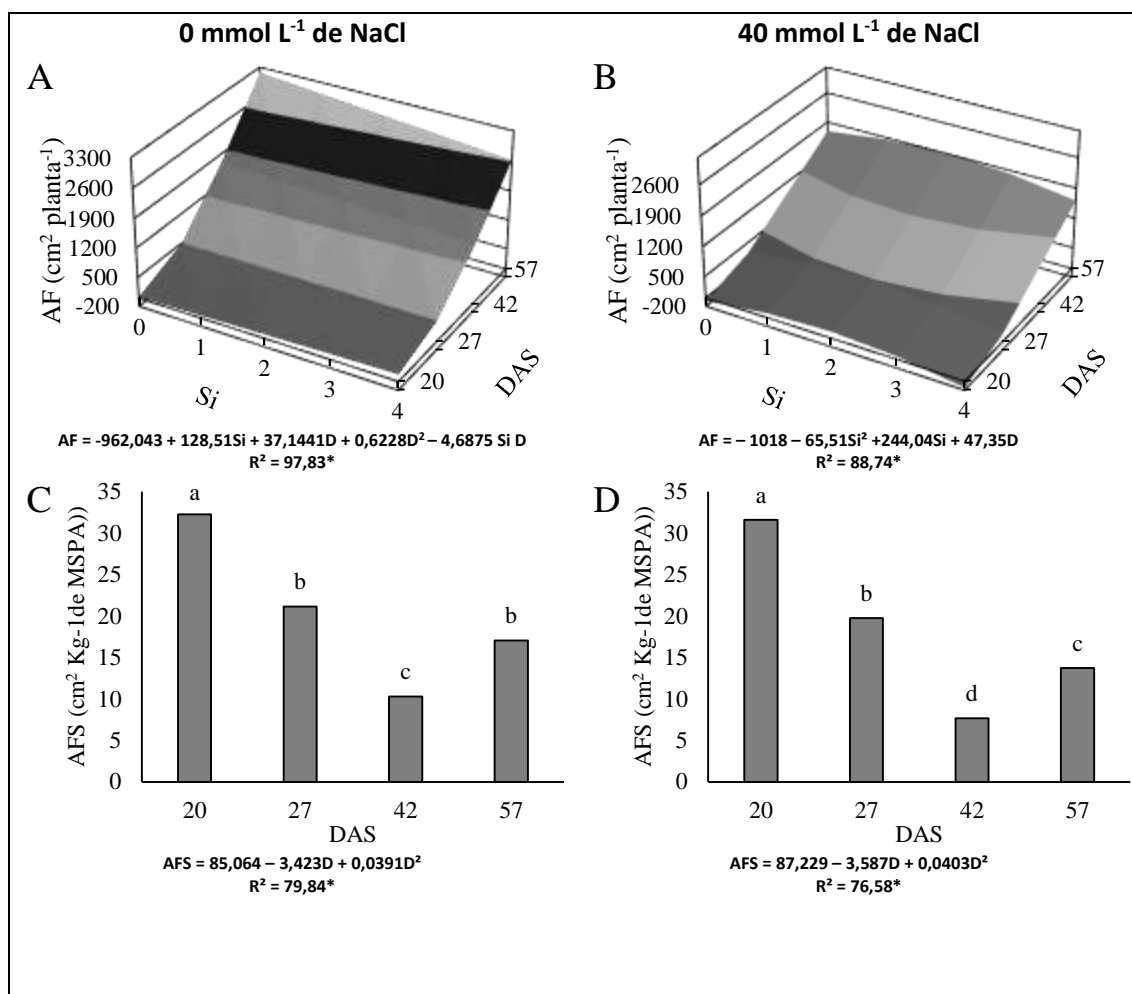 0 mmol L⁻¹ de NaCl
40 mmol L⁻¹ de NaCl
A
AF (cm² planta⁻¹)
3300
2600
1900
1200
500
-200
0
1
2
3
4
Si
20
27
42
57
DAS
AF = -962,043 + 128,51Si + 37,1441D + 0,6228D² – 4,6875 Si D
R² = 97,83*
B
AF (cm² planta⁻¹)
2600
1900
1200
500
-200
0
1
2
3
4
Si
20
27
42
57
DAS
AF = – 1018 – 65,51Si² +244,04Si + 47,35D
R² = 88,74*
C
AFS (cm² Kg-1de MSPA))
35
30
25
20
15
10
5
0
a
b
c
b
20
27
42
57
DAS
AFS = 85,064 – 3,423D + 0,0391D²
R² = 79,84*
D
AFS (cm² Kg-1de MSPA))
35
30
25
20
15
10
5
0
a
b
d
c
20
27
42
57
DAS
AFS = 87,229 – 3,587D + 0,0403D²
R² = 76,58*